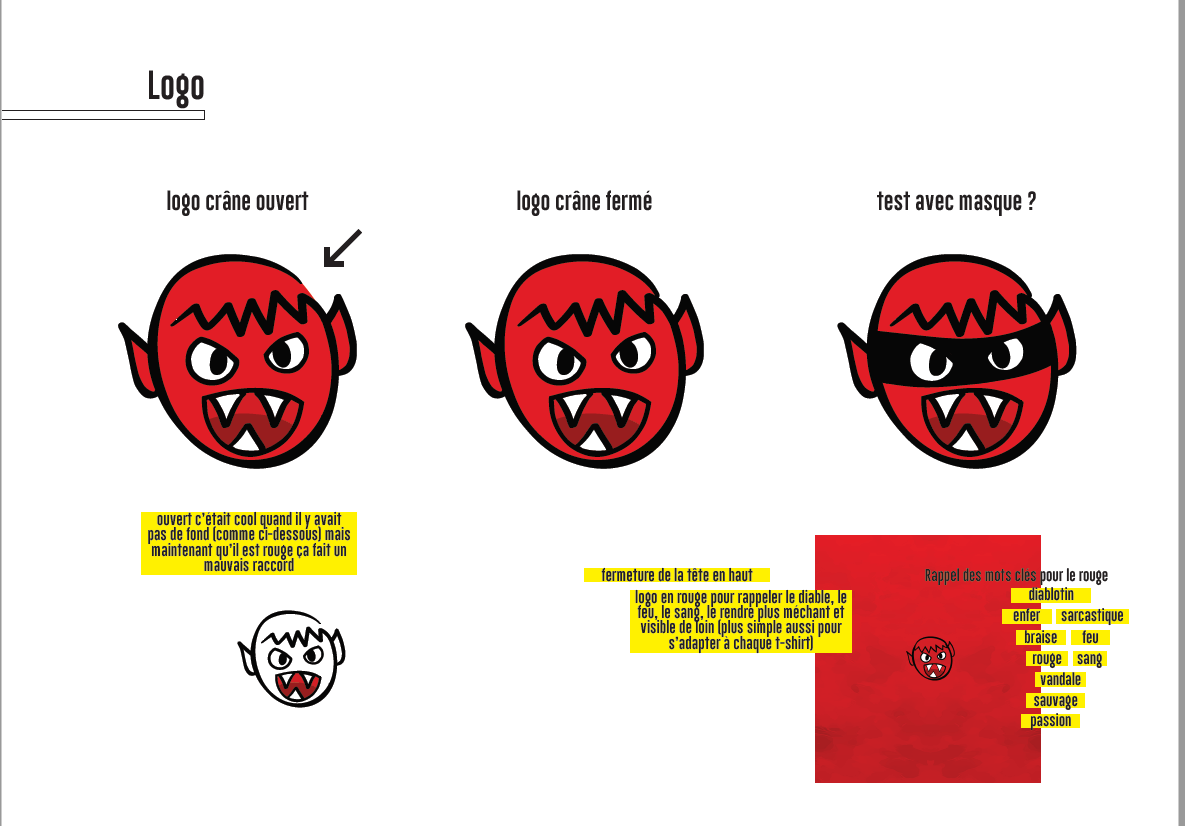 Logo
logo crâne ouvert
logo crâne fermé
test avec masque ?
ouvert c'était cool quand il y avait
pas de fond (comme ci-dessous) mais
maintenant qu'il est rouge ça fait un
mauvais raccord
fermeture de la tête en haut
logo en rouge pour rappeler le diable, le
feu, le sang, le rendre plus méchant et
visible de loin (plus simple aussi pour
s'adapter à chaque t-shirt)
Rappel des mots cles pour le rouge
diablotin
enfer sarcastique
braise feu
rouge sang
vandale
sauvage
passion